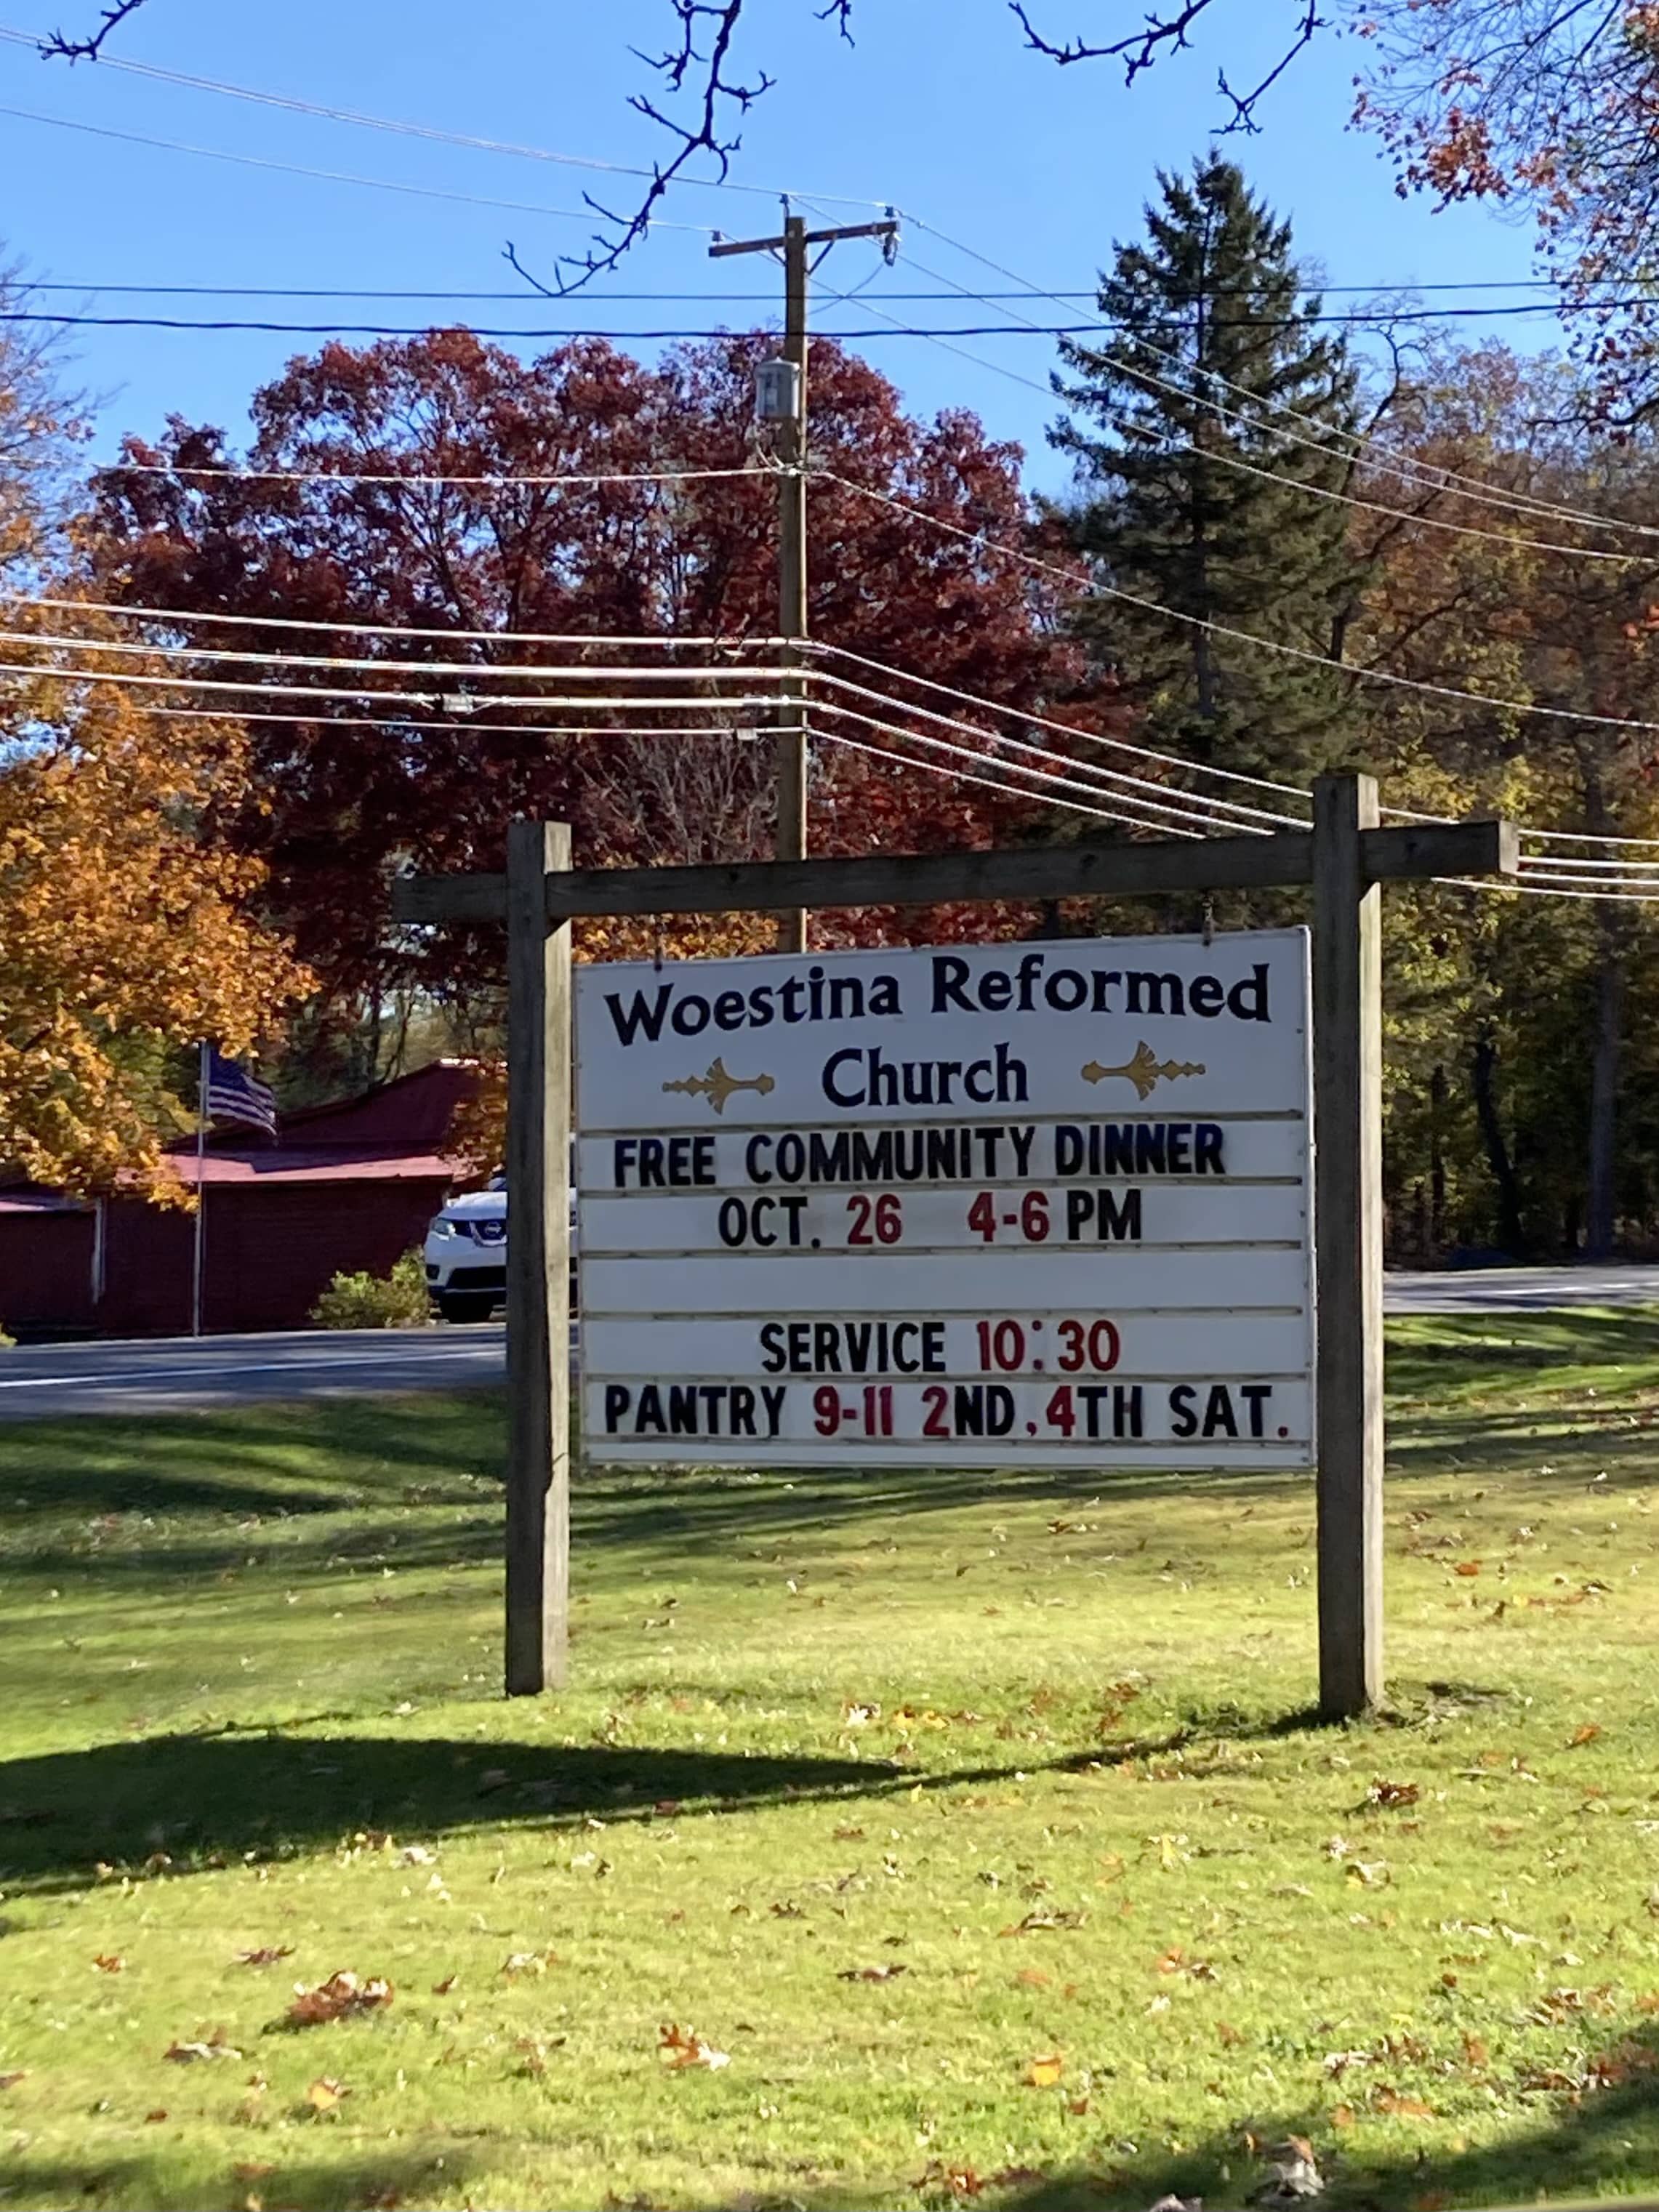 Woestina Reformed
Church
FREE COMMUNITY DINNER
OCT. 26 4-6 PM
SERVICE 10:30
PANTRY 9-11 2ND, 4TH SAT.